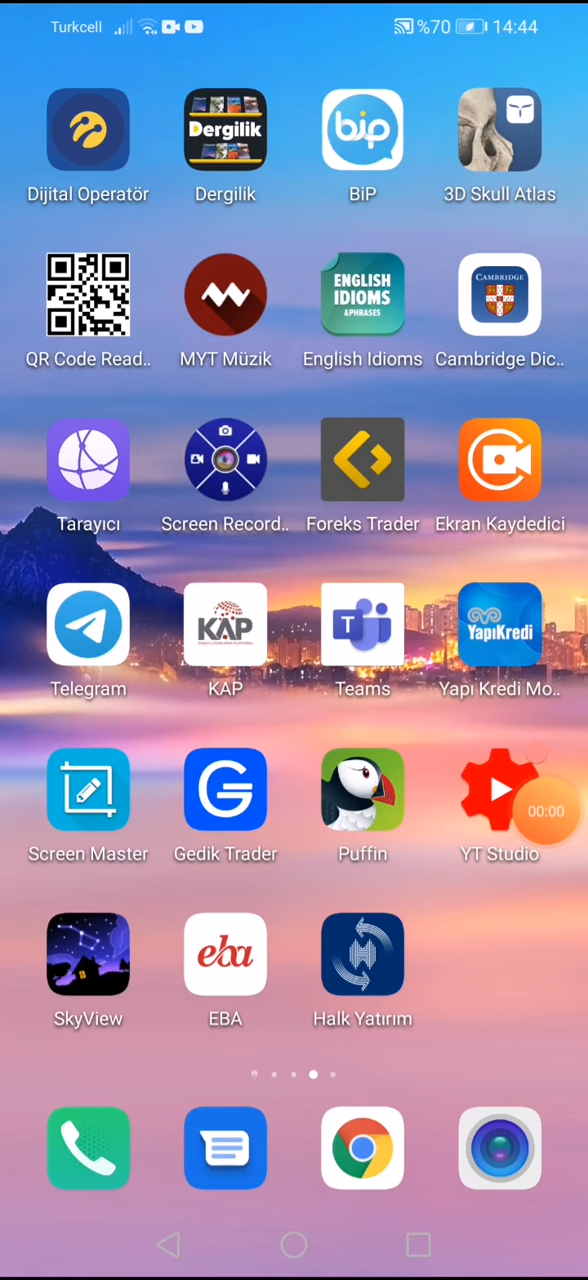 Turkcell %70 14:44
Dergilik bip
Dijital Operatör Dergilik BiP 3D Skull Atlas
ENGLISH
IDIOMS
&PHRASES
CAMBRIDGE
QR Code Read.. MYT Müzik English Idioms Cambridge Dic..
Tarayıcı Screen Record.. Foreks Trader Ekran Kaydedici
KAP T YapıKredi
Telegram KAP Teams Yapı Kredi Mo..
G
00:00
Screen Master Gedik Trader Puffin YT Studio
eba
SkyView EBA Halk Yatırım